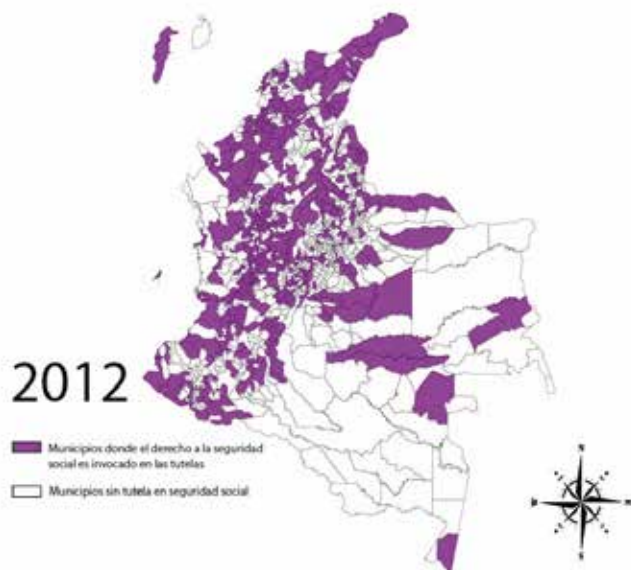 2012
Municipios donde el derecho a la seguridad
social es invocado en las tutelas
Municipios sin tutela en seguridad social
N
S